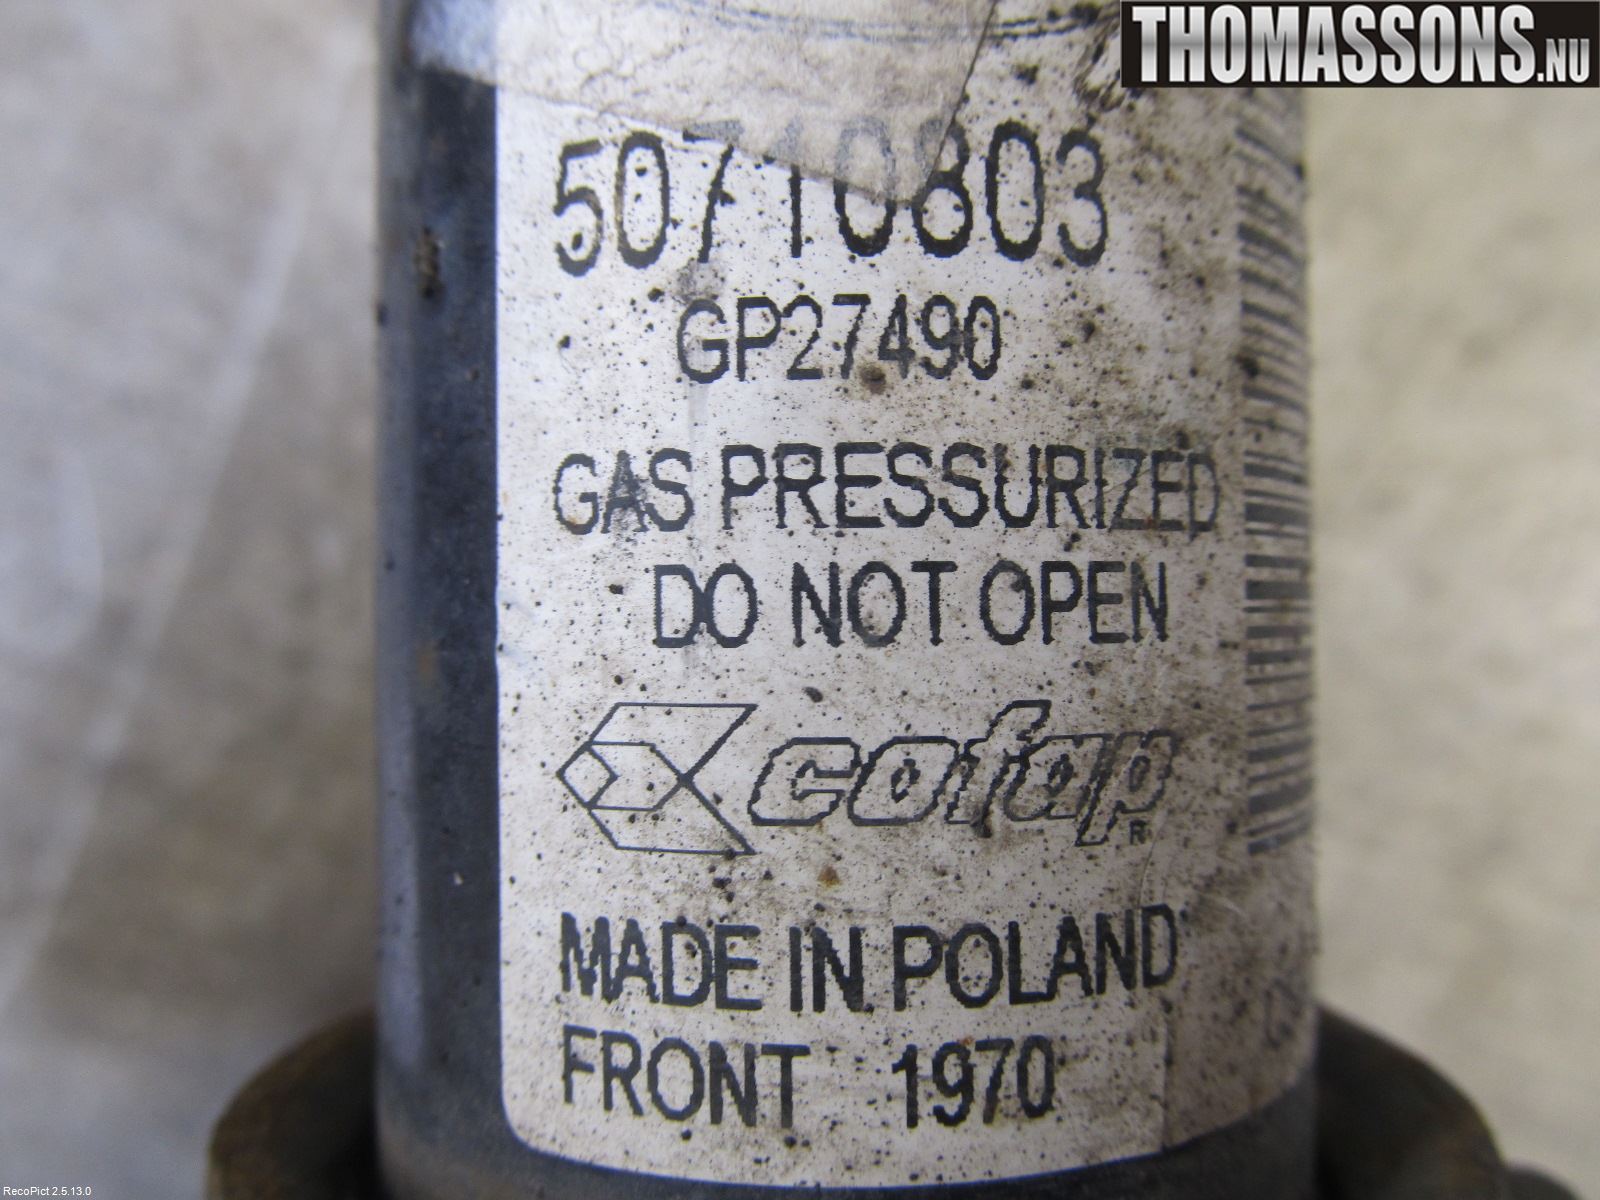 THOMASSONS.NU
50710803
GP27490
GAS PRESSURIZED
DO NOT OPEN
cofap
R
MADE IN POLAND
FRONT 1970
RecoPict 2.5.13.0